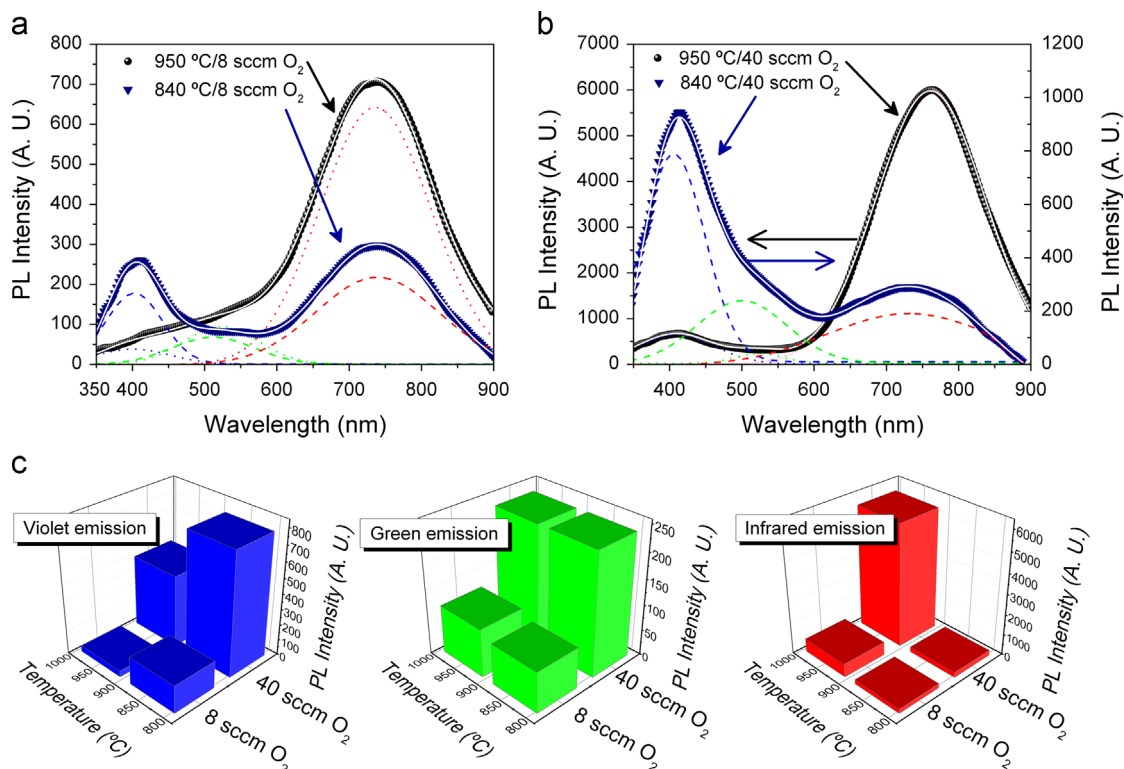 a
800
700
600
500
400
300
200
100
0
PL Intensity (A. U.)
950 ºC/8 sccm O2
840 ºC/8 sccm O2
350 400 500 600 700 800 900
Wavelength (nm)
b
7000
6000
5000
4000
3000
2000
1000
0
PL Intensity (A. U.)
950 ºC/40 sccm O2
840 ºC/40 sccm O2
1200
1000
800
600
400
200
0
PL Intensity (A. U.)
400 500 600 700 800 900
Wavelength (nm)
c
Violet emission
800
700
600
500
400
300
200
100
0
PL Intensity (A. U.)
1000
950
900
850
800
Temperature (ºC)
40 sccm O2
8 sccm O2
Green emission
250
200
150
100
50
0
PL Intensity (A. U.)
1000
950
900
850
800
Temperature (ºC)
40 sccm O2
8 sccm O2
Infrared emission
6000
5000
4000
3000
2000
1000
0
PL Intensity (A. U.)
1000
950
900
850
800
Temperature (ºC)
40 sccm O2
8 sccm O2